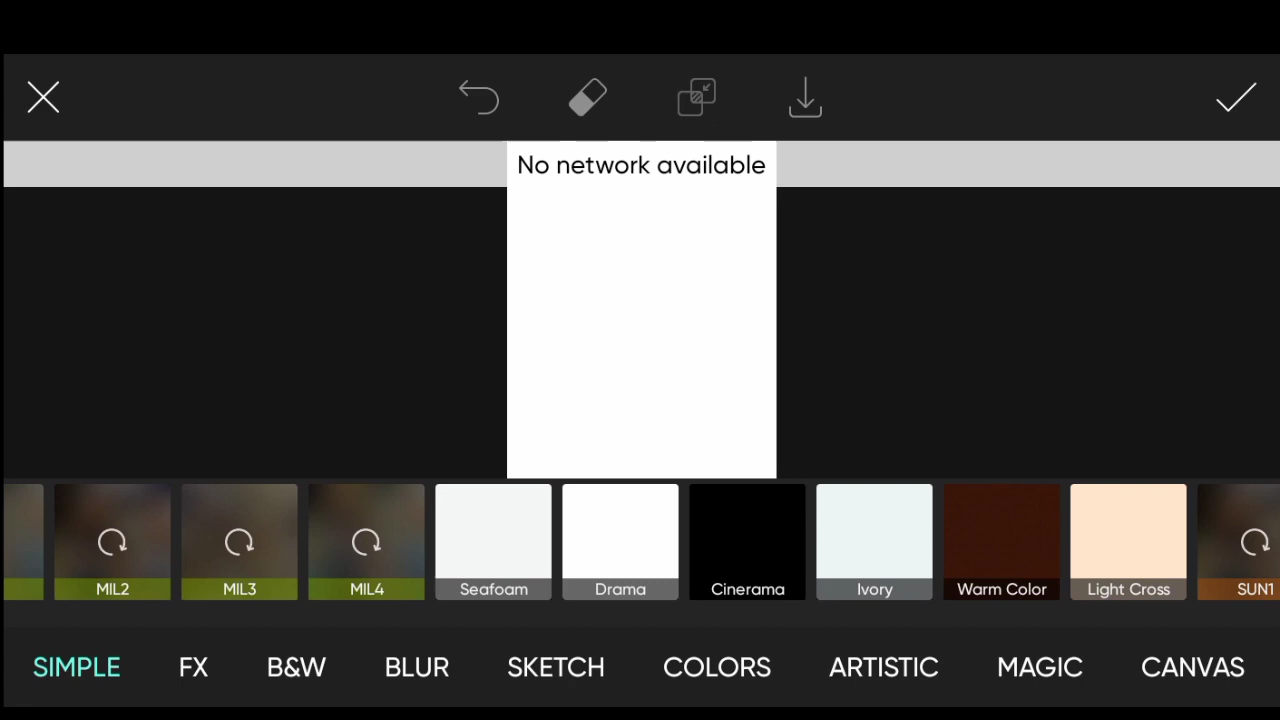 No network available
MIL2 MIL3 MIL4 Seafoam Drama Cinerama Ivory Warm Color Light Cross SUN1
SIMPLE FX B&W BLUR SKETCH COLORS ARTISTIC MAGIC CANVAS